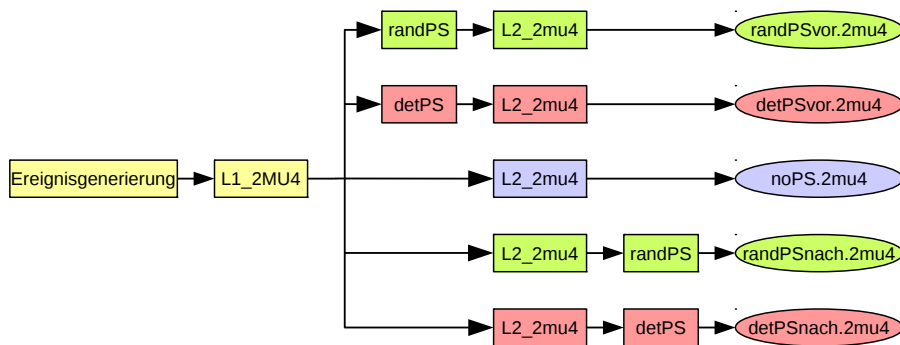 randPS L2_2mu4 randPSvor.2mu4
detPS L2_2mu4 detPSvor.2mu4
Ereignisgenerierung L1_2MU4 L2_2mu4 noPS.2mu4
L2_2mu4 randPS randPSnach.2mu4
L2_2mu4 detPS detPSnach.2mu4